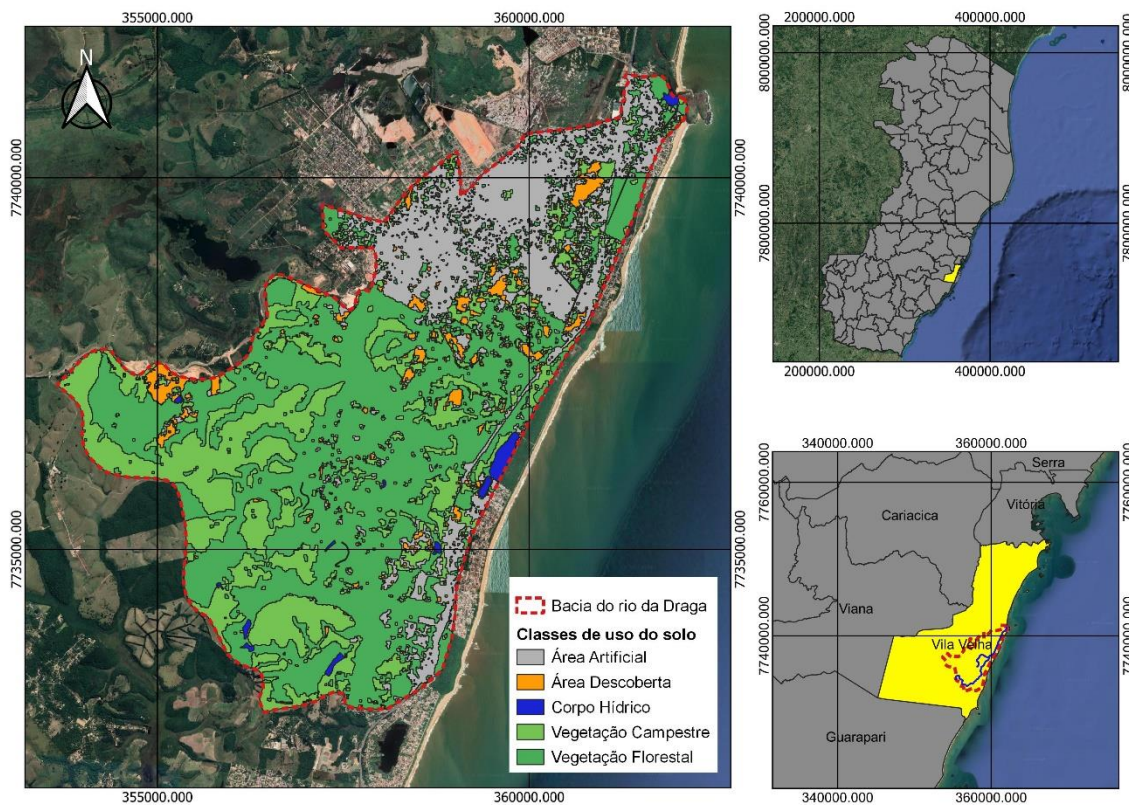 355000.000
360000.000
N
7740000.000
7740000.000
7735000.000
7735000.000
Bacia do rio da Draga
Classes de uso do solo
Área Artificial
Área Descoberta
Corpo Hídrico
Vegetação Campestre
Vegetação Florestal
355000.000
360000.000
200000.000
400000.000
8000000.000
8000000.000
7800000.000
7800000.000
200000.000
400000.000
340000.000
360000.000
7760000.000
7760000.000
Serra
Vitória
Cariacica
Viana
Vila Velha
7740000.000
7740000.000
Guarapari
340000.000
360000.000